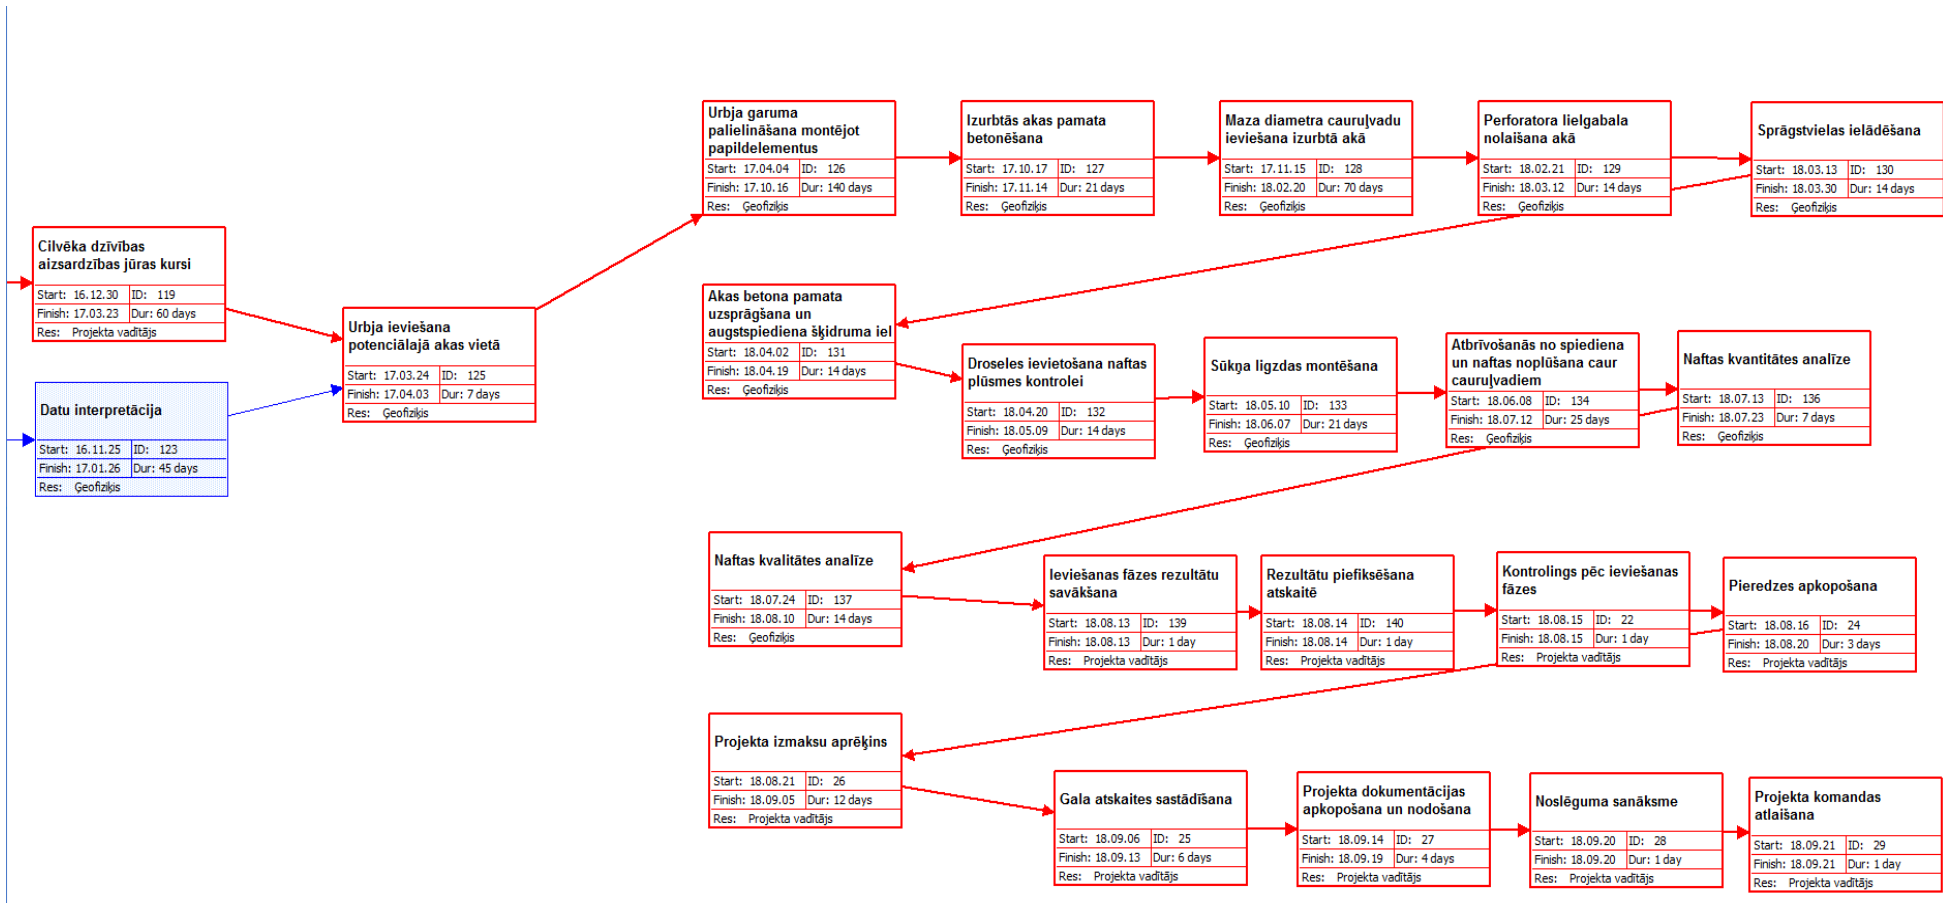 Cilvēka dzīvības
aizsardzības jūras kursi
Start: 16.12.30 ID: 119
Finish: 17.03.23 Dur: 60 days
Res: Projekta vadītājs
Datu interpretācija
Start: 16.11.25 ID: 123
Finish: 17.01.26 Dur: 45 days
Res: Ģeofiziķis
Urbja ieviešana
potenciālajā akas vietā
Start: 17.03.24 ID: 125
Finish: 17.04.03 Dur: 7 days
Res: Ģeofiziķis
Urbja garuma
palielināšana montējot
papildelementus
Start: 17.04.04 ID: 126
Finish: 17.10.16 Dur: 140 days
Res: Ģeofiziķis
Izurbtās akas pamata
betonēšana
Start: 17.10.17 ID: 127
Finish: 17.11.14 Dur: 21 days
Res: Ģeofiziķis
Maza diametra cauruļvadu
ieviešana izurbtā akā
Start: 17.11.15 ID: 128
Finish: 18.02.20 Dur: 70 days
Res: Ģeofiziķis
Perforatora lielgabala
nolaišana akā
Start: 18.02.21 ID: 129
Finish: 18.03.12 Dur: 14 days
Res: Ģeofiziķis
Sprāgstvielas ielādēšana
Start: 18.03.13 ID: 130
Finish: 18.03.30 Dur: 14 days
Res: Ģeofiziķis
Akas betona pamata
uzsprāgšana un
augstspiediena šķidruma iel
Start: 18.04.02 ID: 131
Finish: 18.04.19 Dur: 14 days
Res: Ģeofiziķis
Droseles ievietošana naftas
plūsmes kontrolei
Start: 18.04.20 ID: 132
Finish: 18.05.09 Dur: 14 days
Res: Ģeofiziķis
Sūkņa ligzdas montēšana
Start: 18.05.10 ID: 133
Finish: 18.06.07 Dur: 21 days
Res: Ģeofiziķis
Atbrīvošanās no spiediena
un naftas noplūšana caur
cauruļvadiem
Start: 18.06.08 ID: 134
Finish: 18.07.12 Dur: 25 days
Res: Ģeofiziķis
Naftas kvantitātes analīze
Start: 18.07.13 ID: 136
Finish: 18.07.23 Dur: 7 days
Res: Ģeofiziķis
Naftas kvalitātes analīze
Start: 18.07.24 ID: 137
Finish: 18.08.10 Dur: 14 days
Res: Ģeofiziķis
Ieviešanas fāzes rezultātu
savākšana
Start: 18.08.13 ID: 139
Finish: 18.08.13 Dur: 1 day
Res: Projekta vadītājs
Rezultātu piefiksēšana
atskaitē
Start: 18.08.14 ID: 140
Finish: 18.08.14 Dur: 1 day
Res: Projekta vadītājs
Kontrolings pēc ieviešanas
fāzes
Start: 18.08.15 ID: 22
Finish: 18.08.15 Dur: 1 day
Res: Projekta vadītājs
Pieredzes apkopošana
Start: 18.08.16 ID: 24
Finish: 18.08.20 Dur: 3 days
Res: Projekta vadītājs
Projekta izmaksu aprēķins
Start: 18.08.21 ID: 26
Finish: 18.09.05 Dur: 12 days
Res: Projekta vadītājs
Gala atskaites sastādīšana
Start: 18.09.06 ID: 25
Finish: 18.09.13 Dur: 6 days
Res: Projekta vadītājs
Projekta dokumentācijas
apkopošana un nodošana
Start: 18.09.14 ID: 27
Finish: 18.09.19 Dur: 4 days
Res: Projekta vadītājs
Noslēguma sanāksme
Start: 18.09.20 ID: 28
Finish: 18.09.20 Dur: 1 day
Res: Projekta vadītājs
Projekta komandas
atlaišana
Start: 18.09.21 ID: 29
Finish: 18.09.21 Dur: 1 day
Res: Projekta vadītājs